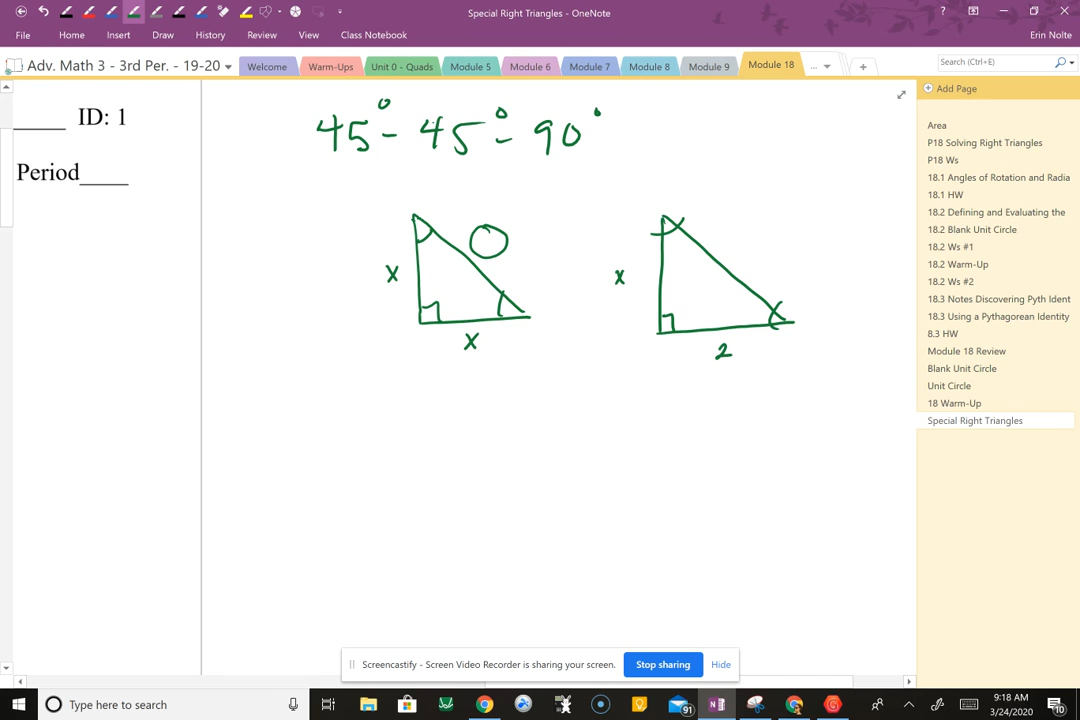 Special Right Triangles - OneNote
? Erin Nolte
File Home Insert Draw History Review View Class Notebook
Adv. Math 3 - 3rd Per. - 19-20 Welcome Warm-Ups Unit 0 - Quads Module 5 Module 6 Module 7 Module 8 Module 9 Module 18 ... + Search (Ctrl+E)
Add Page
Area
P18 Solving Right Triangles
P18 Ws
18.1 Angles of Rotation and Radia
18.1 HW
18.2 Defining and Evaluating the
18.2 Blank Unit Circle
18.2 Ws #1
18.2 Warm-Up
18.2 Ws #2
18.3 Notes Discovering Pyth Ident
18.3 Using a Pythagorean Identity
8.3 HW
Module 18 Review
Blank Unit Circle
Unit Circle
18 Warm-Up
Special Right Triangles
____ ID: 1
Period____
45° - 45° - 90°
x
x
x
2
Screencastify - Screen Video Recorder is sharing your screen. Stop sharing Hide
Type here to search
91
9:18 AM
3/24/2020
10